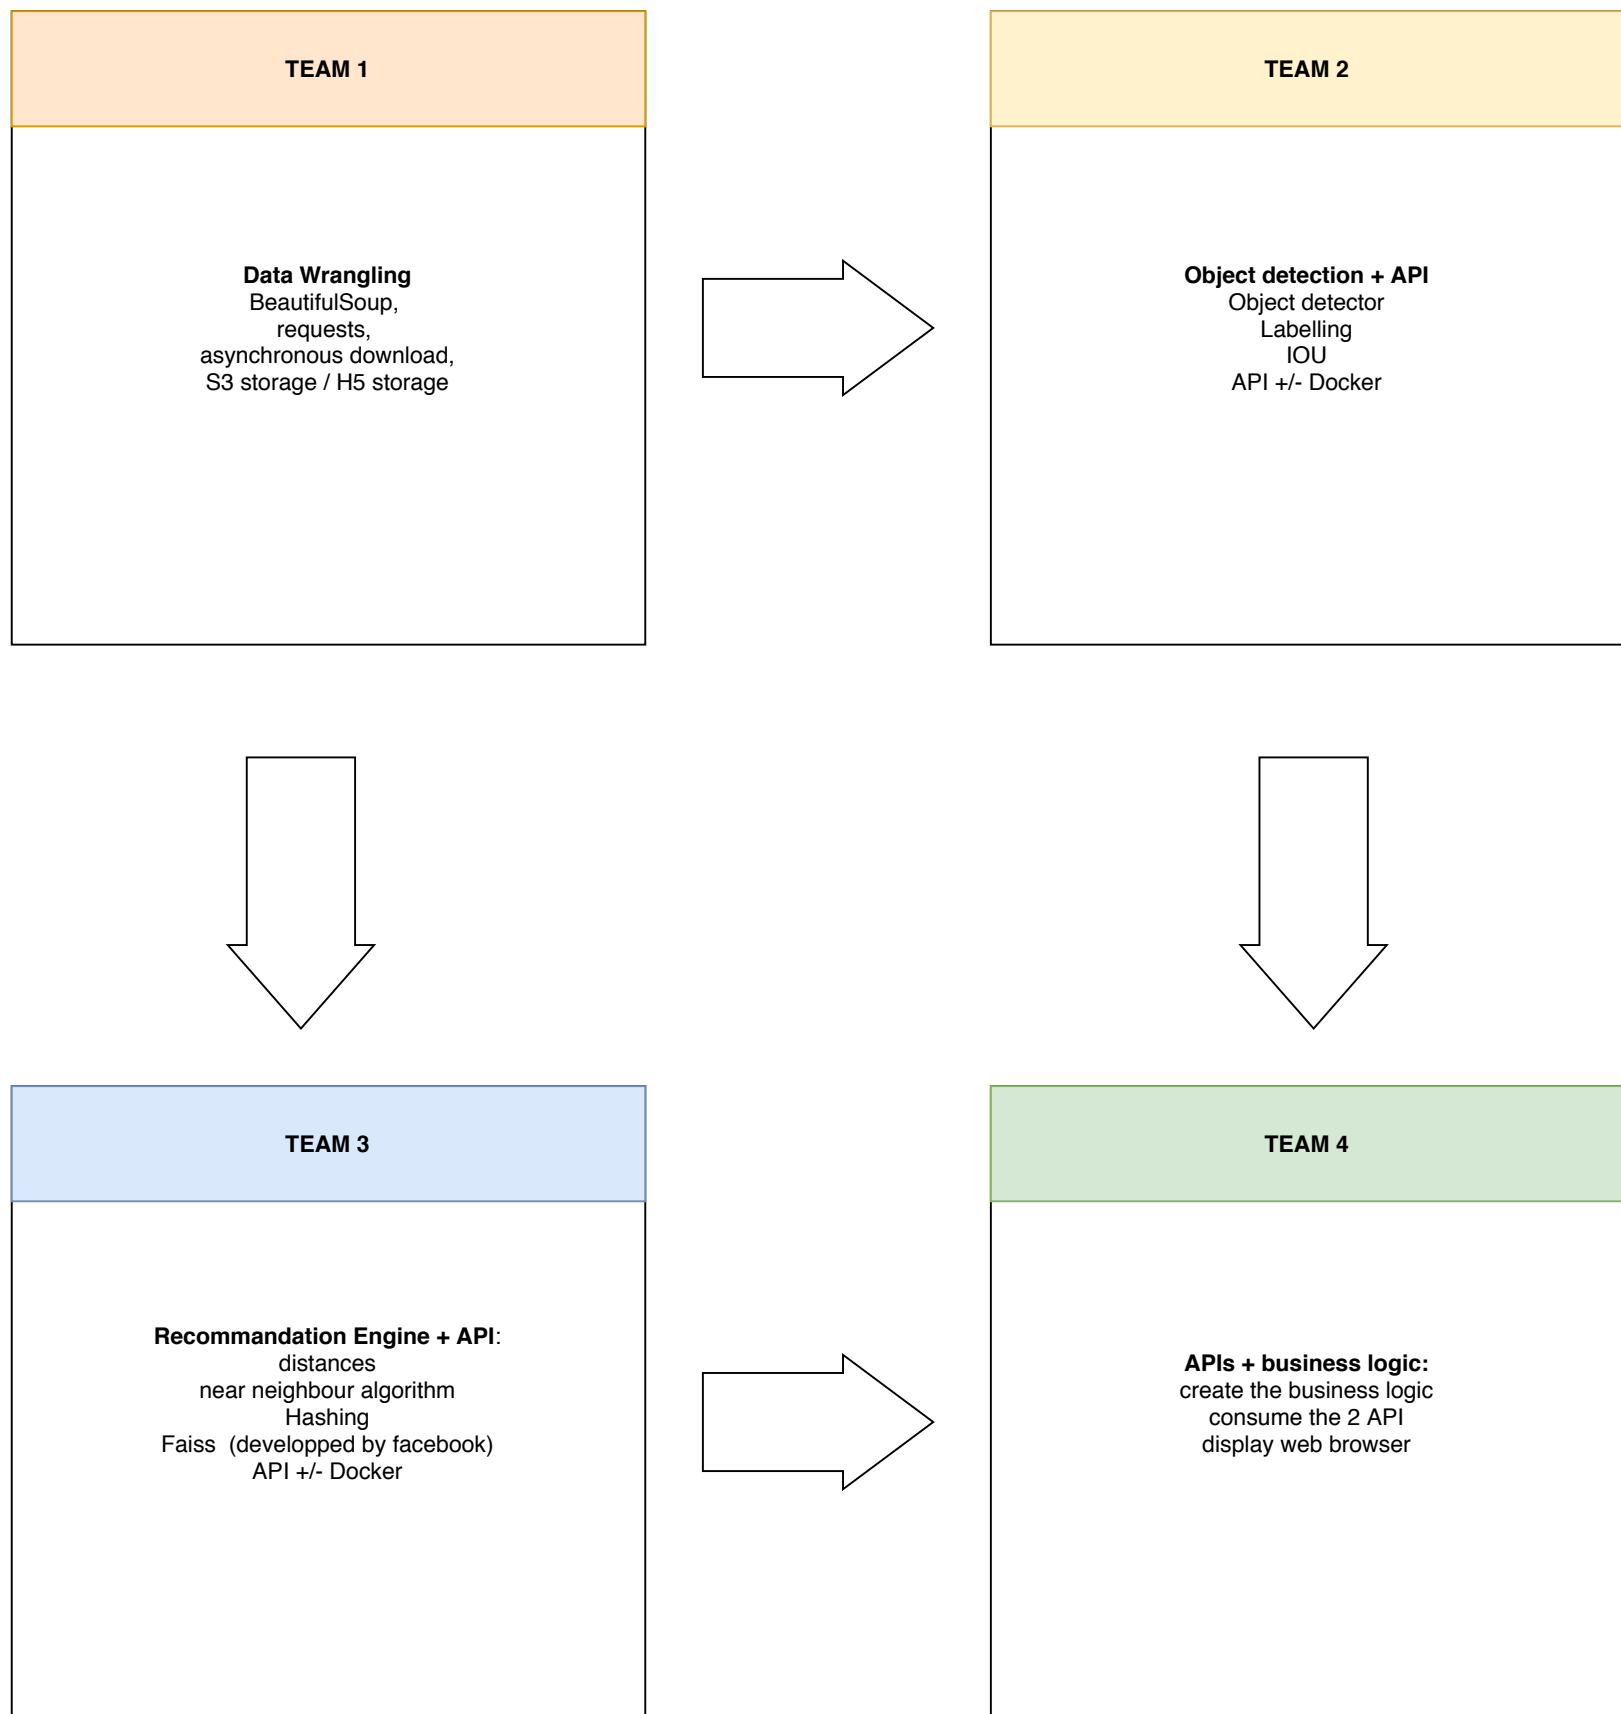 TEAM 1
Data Wrangling
BeautifulSoup,
requests,
asynchronous download,
S3 storage / H5 storage
TEAM 2
Object detection + API
Object detector
Labelling
IOU
API +/- Docker
TEAM 3
Recommandation Engine + API:
distances
near neighbour algorithm
Hashing
Faiss (developped by facebook)
API +/- Docker
TEAM 4
APIs + business logic:
create the business logic
consume the 2 API
display web browser